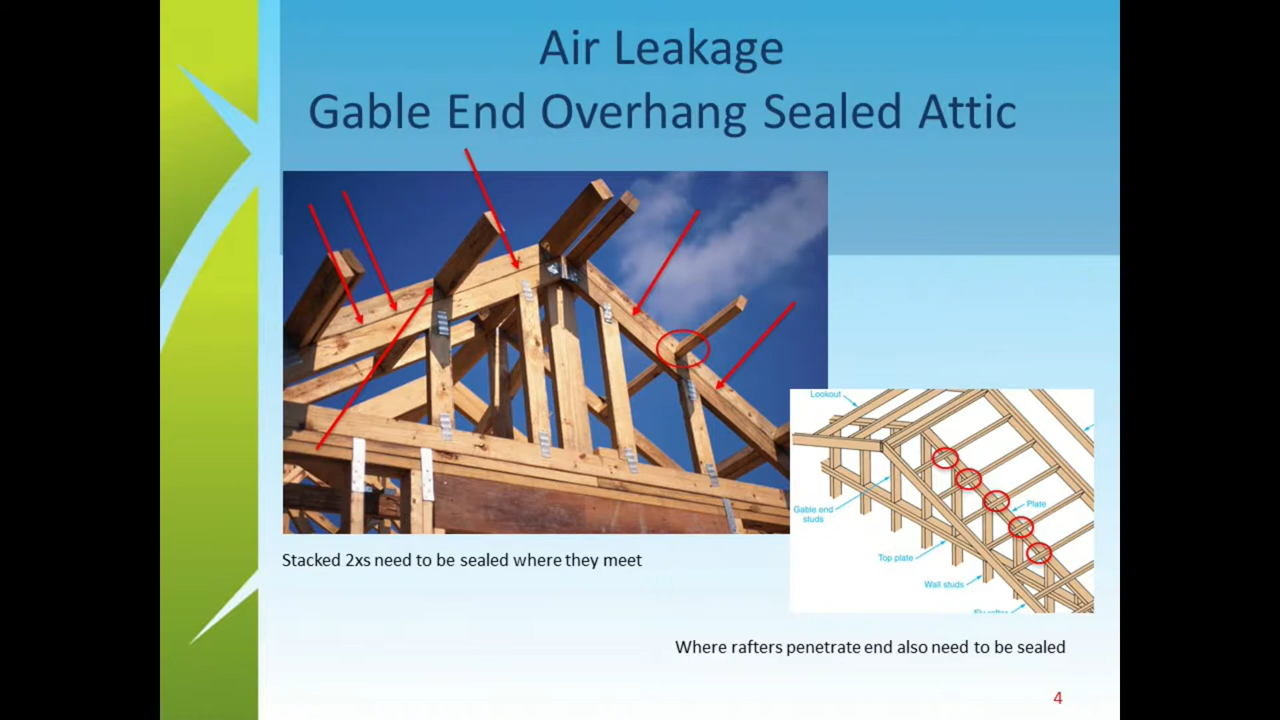 Air Leakage
Gable End Overhang Sealed Attic
Lookout
Gable end
studs
Plate
Top plate
Wall studs
Stacked 2xs need to be sealed where they meet
Where rafters penetrate end also need to be sealed
4